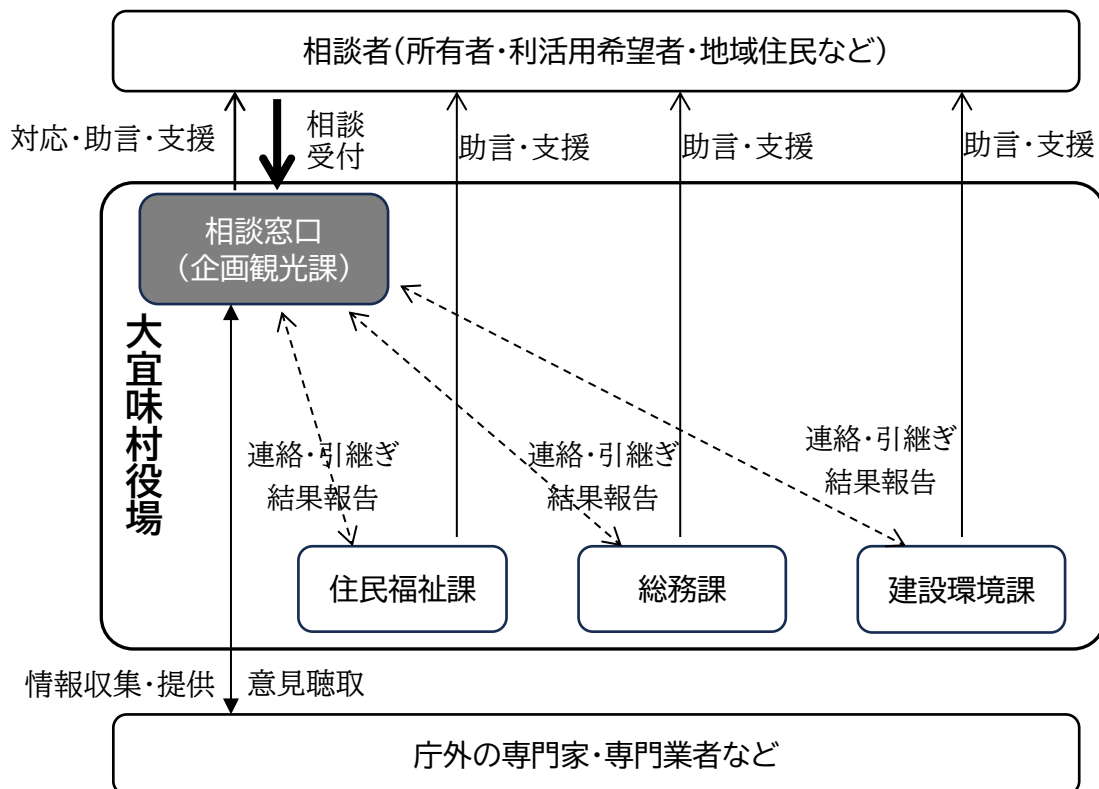 相談者(所有者・利活用希望者・地域住民など)
対応・助言・支援
相談
受付
助言・支援
助言・支援
助言・支援
相談窓口
(企画観光課)
大宜味村役場
連絡・引継ぎ
結果報告
連絡・引継ぎ
結果報告
連絡・引継ぎ
結果報告
住民福祉課
総務課
建設環境課
情報収集・提供
意見聴取
庁外の専門家・専門業者など